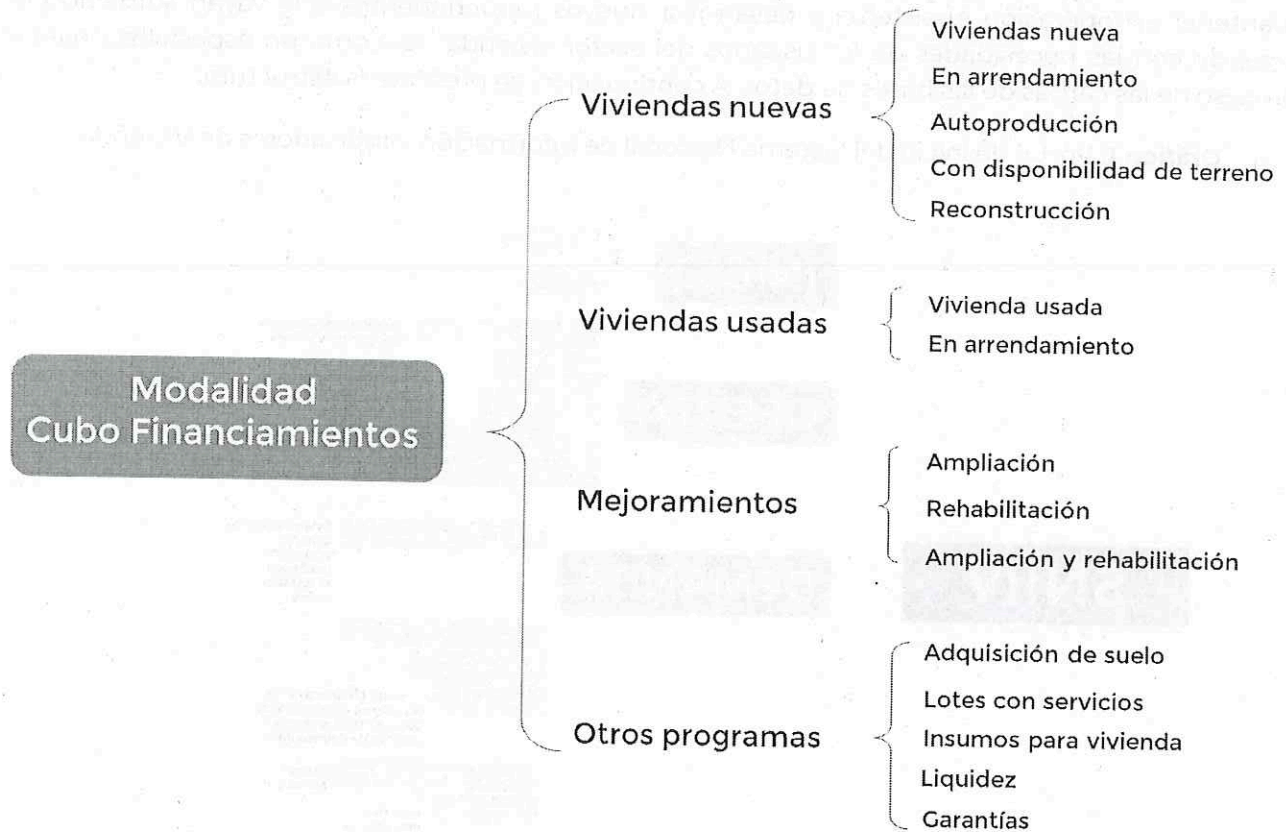 Modalidad
Cubo Financiamientos
Viviendas nuevas
Viviendas nueva
En arrendamiento
Autoproducción
Con disponibilidad de terreno
Reconstrucción
Viviendas usadas
Vivienda usada
En arrendamiento
Mejoramientos
Ampliación
Rehabilitación
Ampliación y rehabilitación
Otros programas
Adquisición de suelo
Lotes con servicios
Insumos para vivienda
Liquidez
Garantías